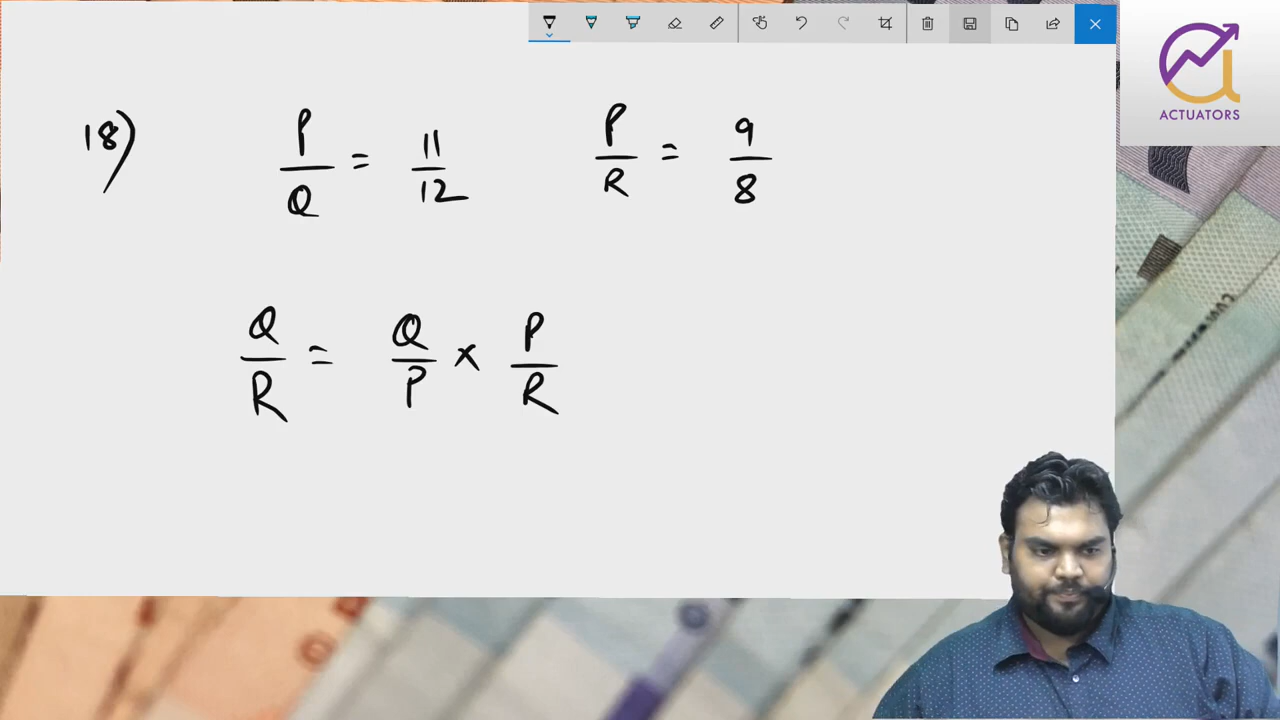 ACTUATORS
18) P/Q = 11/12 P/R = 9/8
Q/R = Q/P × P/R